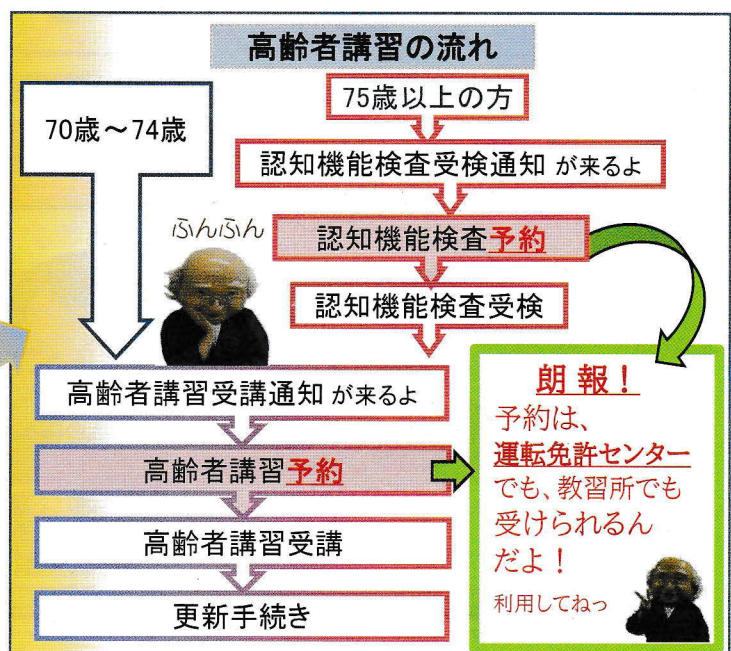 高齢者講習の流れ
70歳～74歳
75歳以上の方
認知機能検査受検通知 が来るよ
ふんふん
認知機能検査予約
認知機能検査受検
高齢者講習受講通知 が来るよ
高齢者講習予約
高齢者講習受講
更新手続き
朗報！
予約は、
運転免許センター
でも、教習所でも
受けられるん
だよ！
利用してねっ